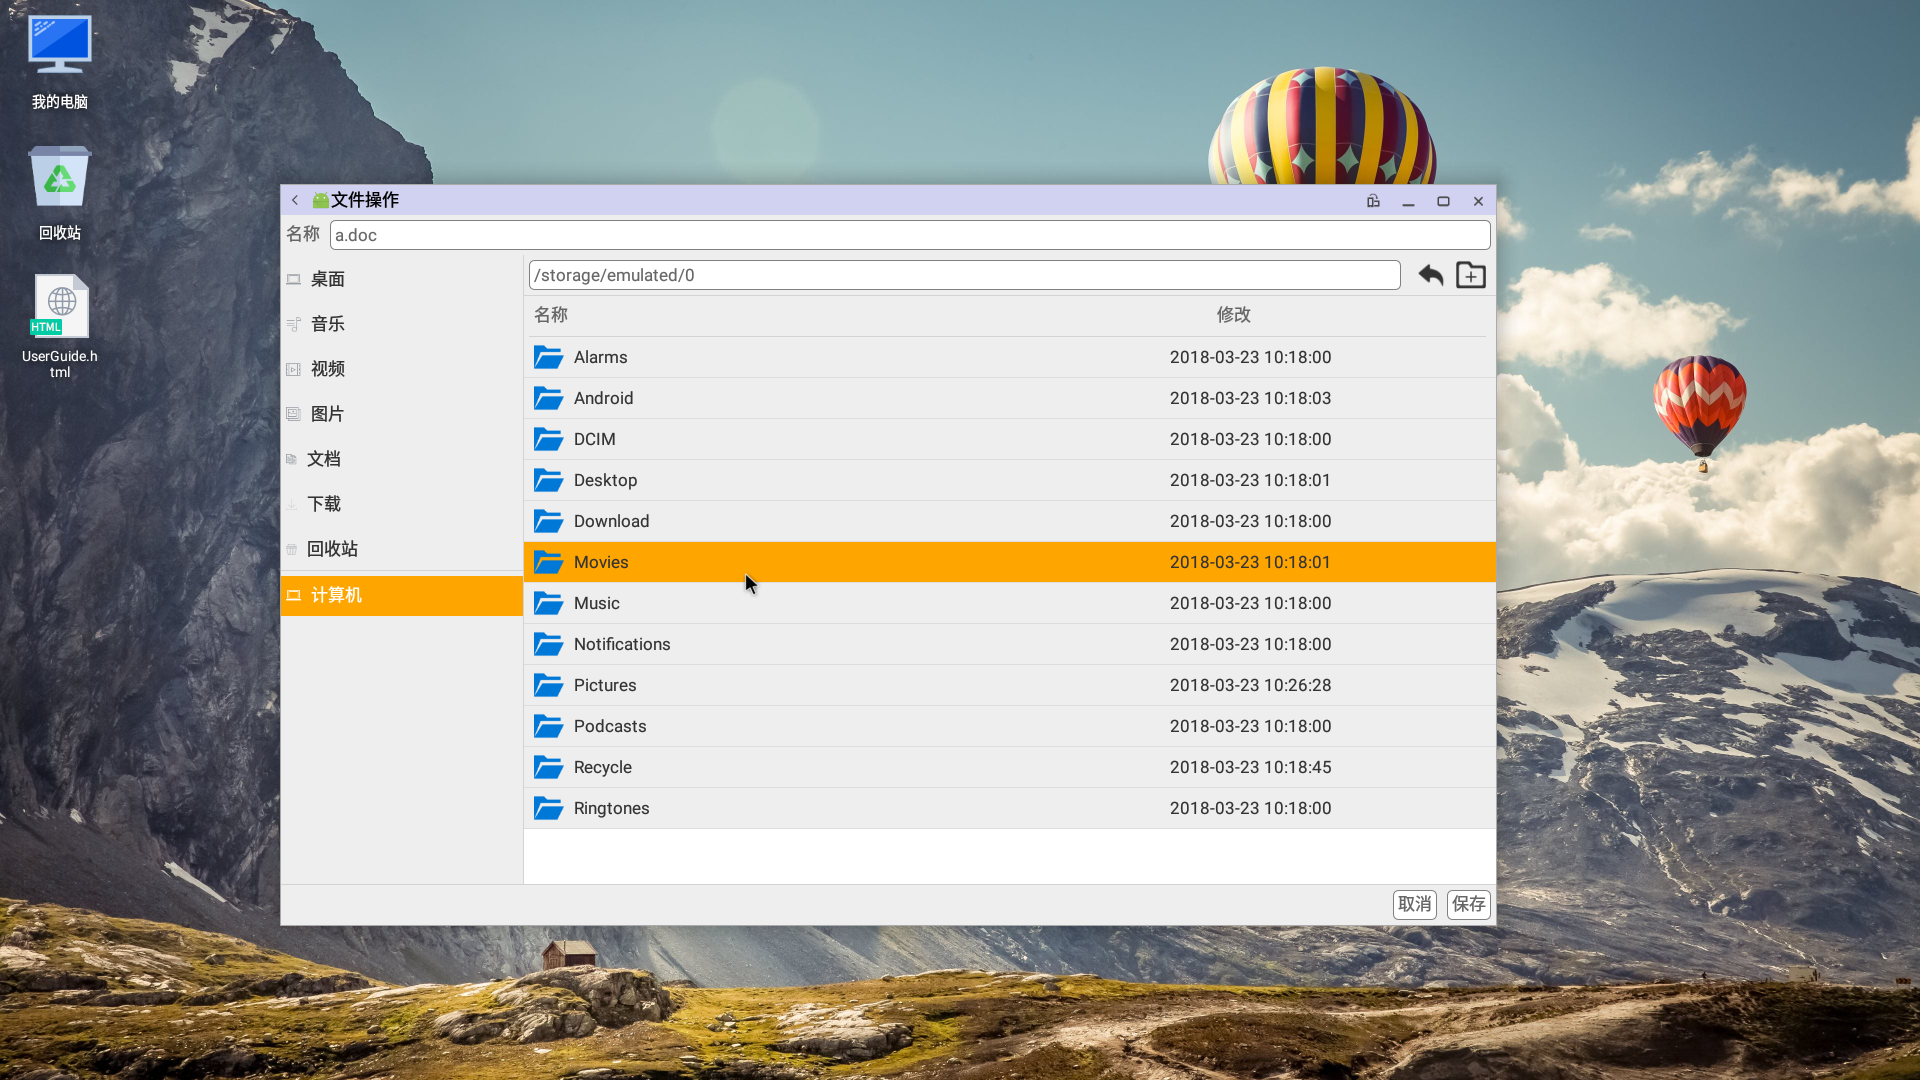 我的电脑
回收站
HTML
UserGuide.h
tml
文件操作
名称 a.doc
桌面
音乐
视频
图片
文档
下载
回收站
计算机
/storage/emulated/0
名称 修改
Alarms 2018-03-23 10:18:00
Android 2018-03-23 10:18:03
DCIM 2018-03-23 10:18:00
Desktop 2018-03-23 10:18:01
Download 2018-03-23 10:18:00
Movies 2018-03-23 10:18:01
Music 2018-03-23 10:18:00
Notifications 2018-03-23 10:18:00
Pictures 2018-03-23 10:26:28
Podcasts 2018-03-23 10:18:00
Recycle 2018-03-23 10:18:45
Ringtones 2018-03-23 10:18:00
取消 保存